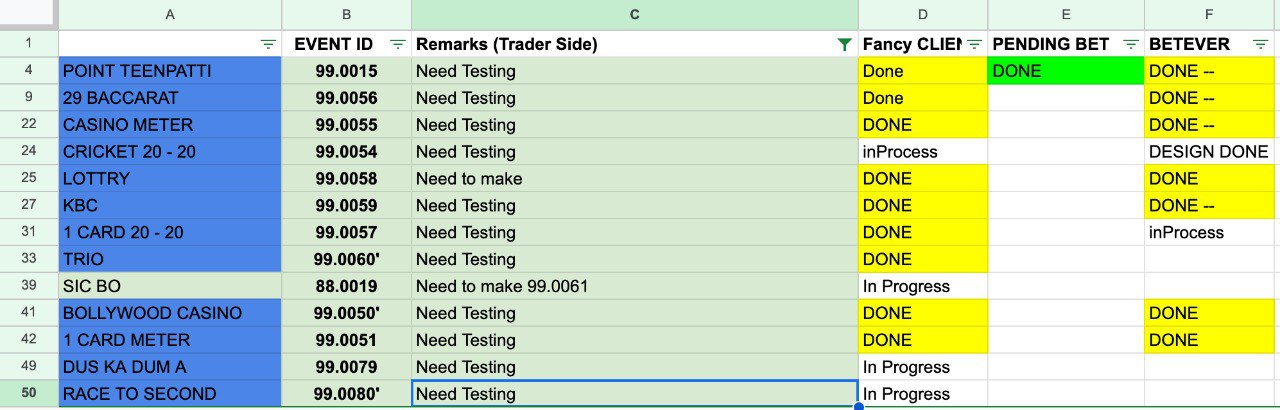 A B C D E F
1 EVENT ID Remarks (Trader Side) Fancy CLIEN PENDING BET BETEVER
4 POINT TEENPATTI 99.0015 Need Testing Done DONE DONE --
9 29 BACCARAT 99.0056 Need Testing Done DONE --
22 CASINO METER 99.0055 Need Testing DONE DONE --
24 CRICKET 20 - 20 99.0054 Need Testing inProcess DESIGN DONE
25 LOTTRY 99.0058 Need to make DONE DONE
27 KBC 99.0059 Need Testing DONE DONE --
31 1 CARD 20 - 20 99.0057 Need Testing DONE inProcess
33 TRIO 99.0060' Need Testing DONE
39 SIC BO 88.0019 Need to make 99.0061 In Progress
41 BOLLYWOOD CASINO 99.0050' Need Testing DONE DONE
42 1 CARD METER 99.0051 Need Testing DONE DONE
49 DUS KA DUM A 99.0079 Need Testing In Progress
50 RACE TO SECOND 99.0080' Need Testing In Progress